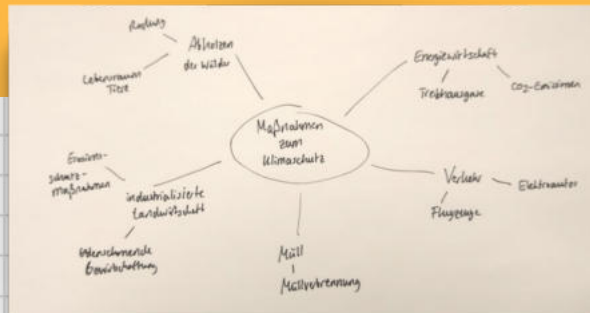 Rodung
Abholzen
der Wälder
Lebensraum
Tiere
Energiewirtschaft
Treibhausgase
CO2-Emissionen
Maßnahmen
zum
Klimaschutz
schutz-
maßnahmen
industrialisierte
Landwirtschaft
Bewirtschaftung
Verkehr
Elektroautos
Flugzeuge
Müll
Müllverbrennung